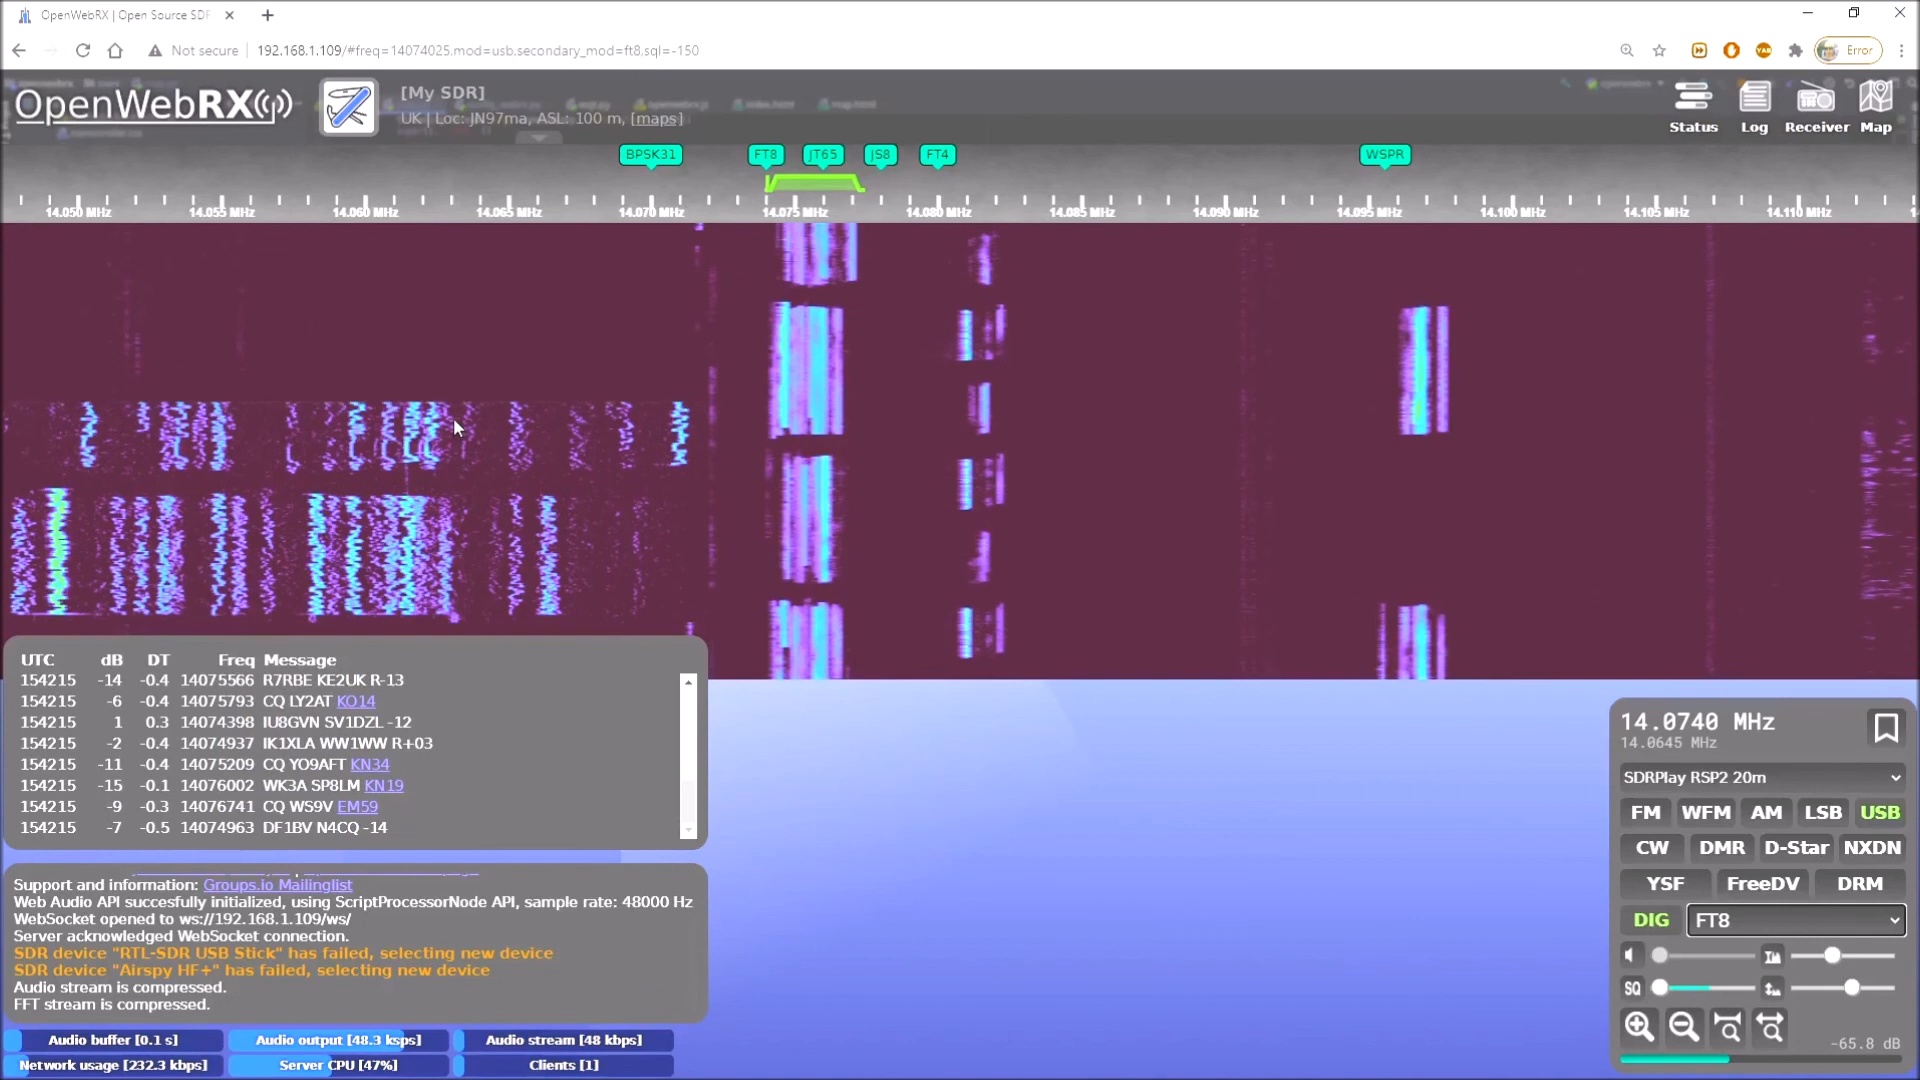 OpenWebRX | Open Source SDR
Not secure | 192.168.1.109/#freq=14074025,mod=usb,secondary_mod=ft8,sql=-150
Error
OpenWebRX
[My SDR]
UK | Loc: JN97ma, ASL: 100 m, [maps]
Status Log Receiver Map
BPSK31 FT8 JT65 JS8 FT4 WSPR
14.050 MHz 14.055 MHz 14.060 MHz 14.065 MHz 14.070 MHz 14.075 MHz 14.080 MHz 14.085 MHz 14.090 MHz 14.095 MHz 14.100 MHz 14.105 MHz 14.110 MHz
UTC dB DT Freq Message
154215 -14 -0.4 14075566 R7RBE KE2UK R-13
154215 -6 -0.4 14075793 CQ LY2AT KO14
154215 1 0.3 14074398 IU8GVN SV1DZL -12
154215 -2 -0.4 14074937 IK1XLA WW1WW R+03
154215 -11 -0.4 14075209 CQ YO9AFT KN34
154215 -15 -0.1 14076002 WK3A SP8LM KN19
154215 -9 -0.3 14076741 CQ WS9V EM59
154215 -7 -0.5 14074963 DF1BV N4CQ -14
Support and information: Groups.io Mailinglist
Web Audio API succesfully initialized, using ScriptProcessorNode API, sample rate: 48000 Hz
WebSocket opened to ws://192.168.1.109/ws/
Server acknowledged WebSocket connection.
SDR device "RTL-SDR USB Stick" has failed, selecting new device
SDR device "Airspy HF+" has failed, selecting new device
Audio stream is compressed.
FFT stream is compressed.
Audio buffer [0.1 s] Audio output [48.3 ksps] Audio stream [48 kbps]
Network usage [232.3 kbps] Server CPU [47%] Clients [1]
14.0740 MHz
14.0645 MHz
SDRPlay RSP2 20m
FM WFM AM LSB USB
CW DMR D-Star NXDN
YSF FreeDV DRM
DIG FT8
SQ
-65.8 dB